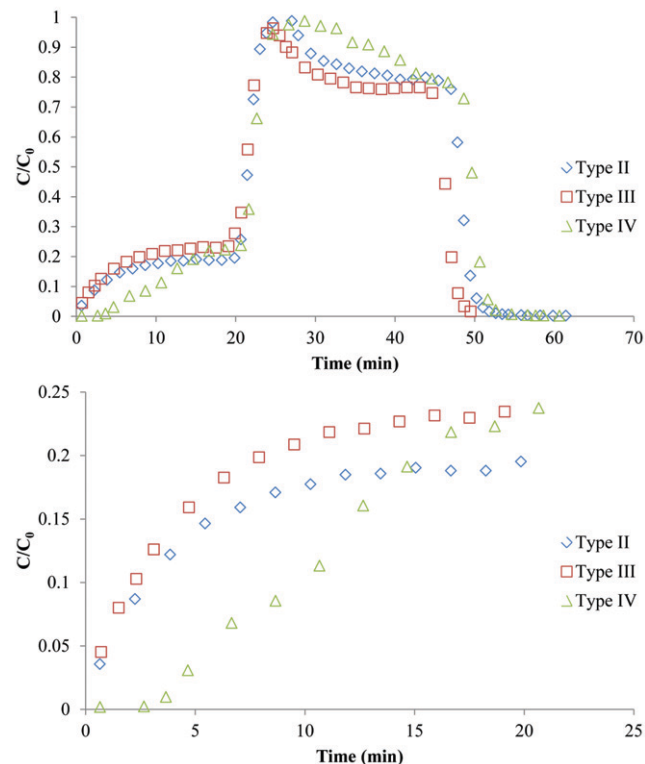 1
0.9
0.8
0.7
0.6
0.5
0.4
0.3
0.2
0.1
0
C/C0
Type II
Type III
Type IV
0 10 20 30 40 50 60 70
Time (min)
0.25
0.2
0.15
0.1
0.05
0
C/C0
Type II
Type III
Type IV
0 5 10 15 20 25
Time (min)